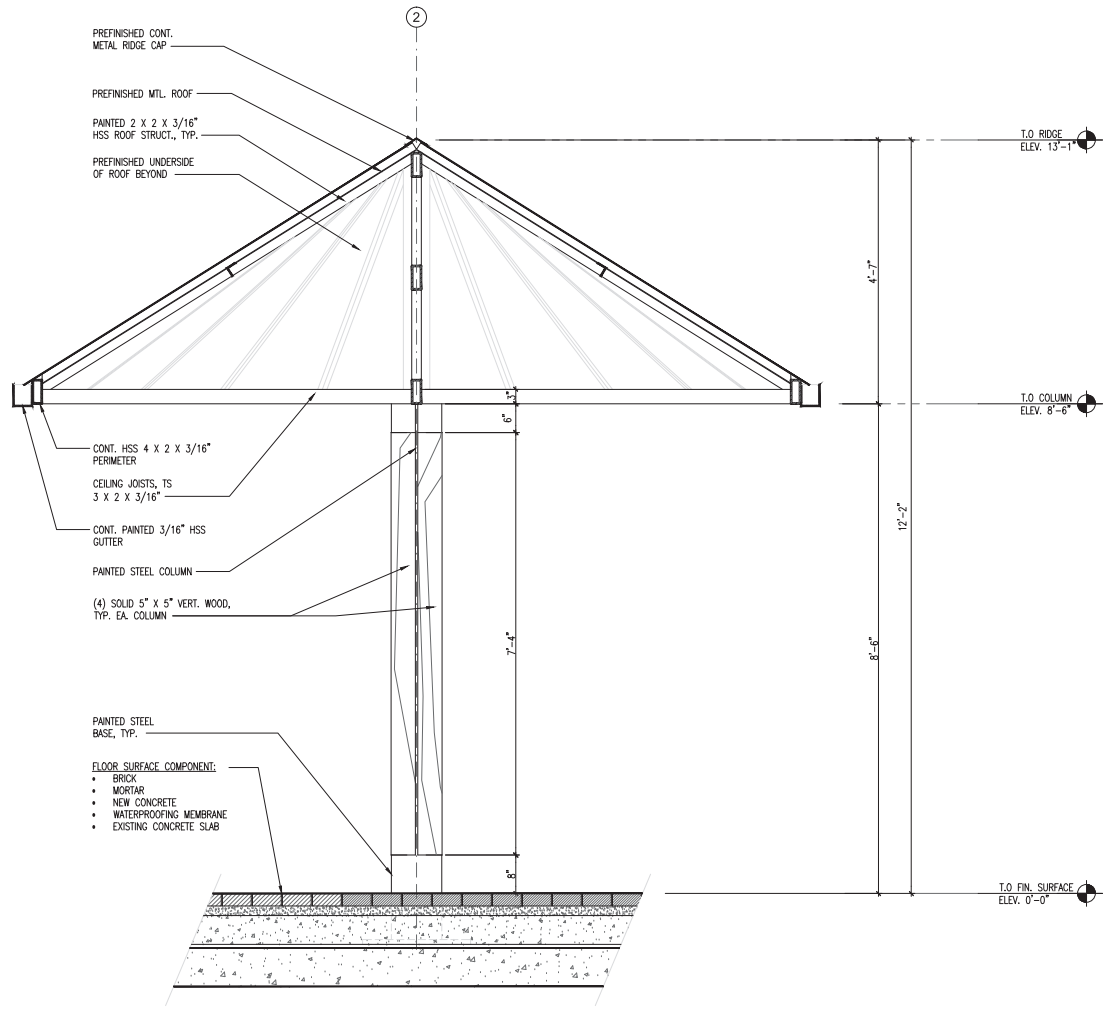 2
PREFINISHED CONT.
METAL RIDGE CAP
PREFINISHED MTL. ROOF
PAINTED 2 X 2 X 3/16"
HSS ROOF STRUCT., TYP.
PREFINISHED UNDERSIDE
OF ROOF BEYOND
T.O RIDGE
ELEV. 13'-1"
4'-7"
3"
6"
T.O COLUMN
ELEV. 8'-6"
CONT. HSS 4 X 2 X 3/16"
PERIMETER
CEILING JOISTS, TS
3 X 2 X 3/16"
CONT. PAINTED 3/16" HSS
GUTTER
12'-2"
PAINTED STEEL COLUMN
(4) SOLID 5" X 5" VERT. WOOD,
TYP. EA. COLUMN
7'-4"
8'-6"
PAINTED STEEL
BASE, TYP.
FLOOR SURFACE COMPONENT:
• BRICK
• MORTAR
• NEW CONCRETE
• WATERPROOFING MEMBRANE
• EXISTING CONCRETE SLAB
8"
T.O FIN. SURFACE
ELEV. 0'-0"